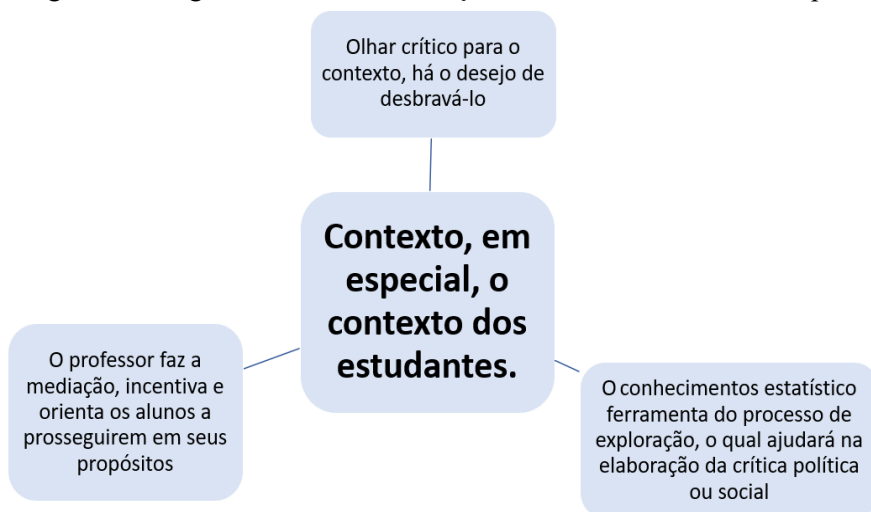 Olhar crítico para o
contexto, há o desejo de
desbravá-lo
Contexto, em
especial, o
contexto dos
estudantes.
O professor faz a
mediação, incentiva e
orienta os alunos a
prosseguirem em seus
propósitos
O conhecimentos estatístico
ferramenta do processo de
exploração, o qual ajudará na
elaboração da crítica política
ou social